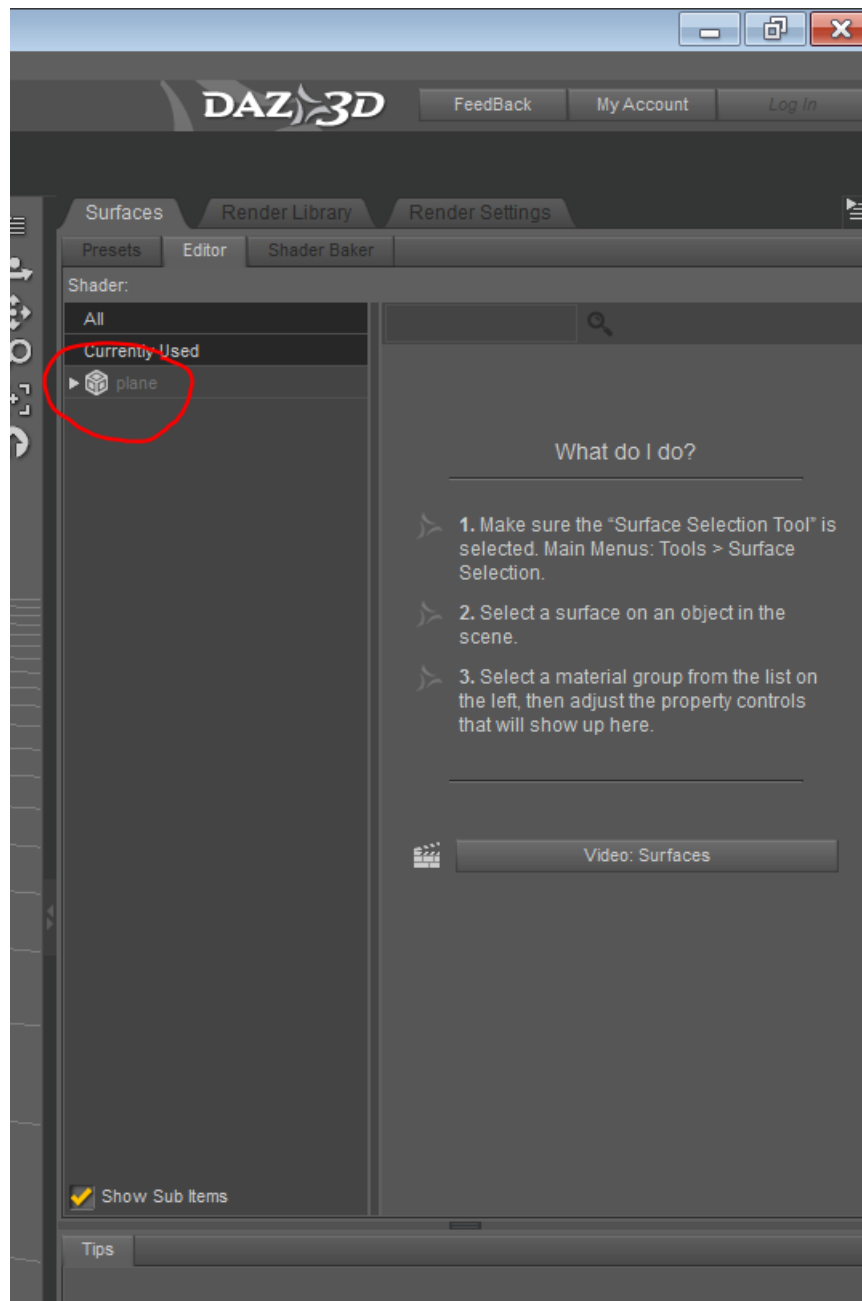 DAZ 3D
FeedBack
My Account
Log In
Surfaces
Render Library
Render Settings
Presets
Editor
Shader Baker
Shader:
All
Currently Used
plane
What do I do?
1. Make sure the “Surface Selection Tool” is
selected. Main Menus: Tools > Surface
Selection.
2. Select a surface on an object in the
scene.
3. Select a material group from the list on
the left, then adjust the property controls
that will show up here.
Video: Surfaces
Show Sub Items
Tips